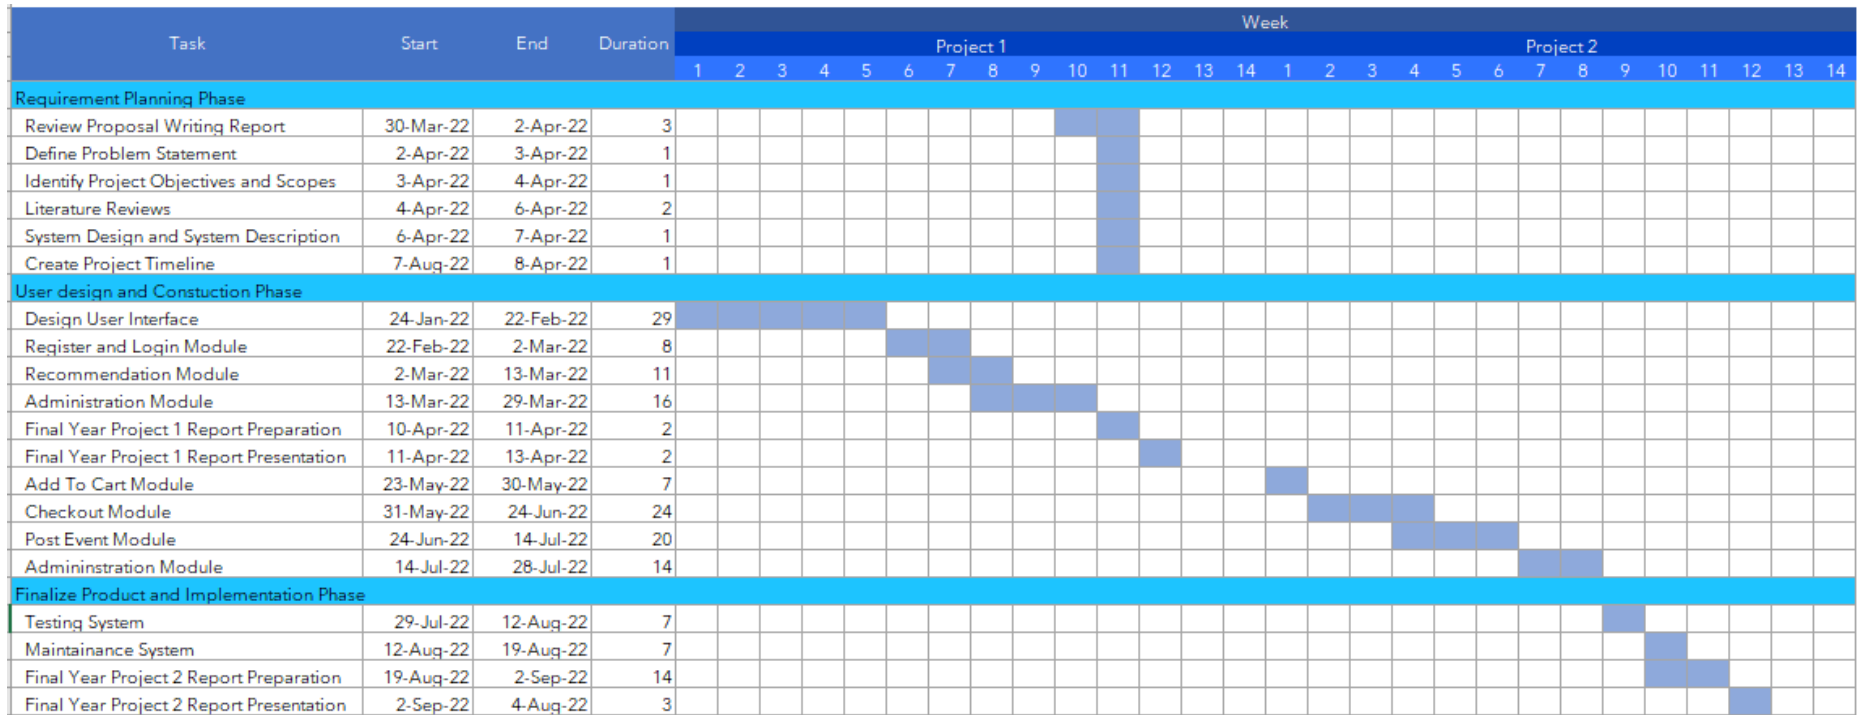 Week
Task Start End Duration Project 1 Project 2
1 2 3 4 5 6 7 8 9 10 11 12 13 14 1 2 3 4 5 6 7 8 9 10 11 12 13 14
Requirement Planning Phase
Review Proposal Writing Report 30-Mar-22 2-Apr-22 3
Define Problem Statement 2-Apr-22 3-Apr-22 1
Identify Project Objectives and Scopes 3-Apr-22 4-Apr-22 1
Literature Reviews 4-Apr-22 6-Apr-22 2
System Design and System Description 6-Apr-22 7-Apr-22 1
Create Project Timeline 7-Aug-22 8-Apr-22 1
User design and Constuction Phase
Design User Interface 24-Jan-22 22-Feb-22 29
Register and Login Module 22-Feb-22 2-Mar-22 8
Recommendation Module 2-Mar-22 13-Mar-22 11
Administration Module 13-Mar-22 29-Mar-22 16
Final Year Project 1 Report Preparation 10-Apr-22 11-Apr-22 2
Final Year Project 1 Report Presentation 11-Apr-22 13-Apr-22 2
Add To Cart Module 23-May-22 30-May-22 7
Checkout Module 31-May-22 24-Jun-22 24
Post Event Module 24-Jun-22 14-Jul-22 20
Admininstration Module 14-Jul-22 28-Jul-22 14
Finalize Product and Implementation Phase
Testing System 29-Jul-22 12-Aug-22 7
Maintainance System 12-Aug-22 19-Aug-22 7
Final Year Project 2 Report Preparation 19-Aug-22 2-Sep-22 14
Final Year Project 2 Report Presentation 2-Sep-22 4-Aug-22 3